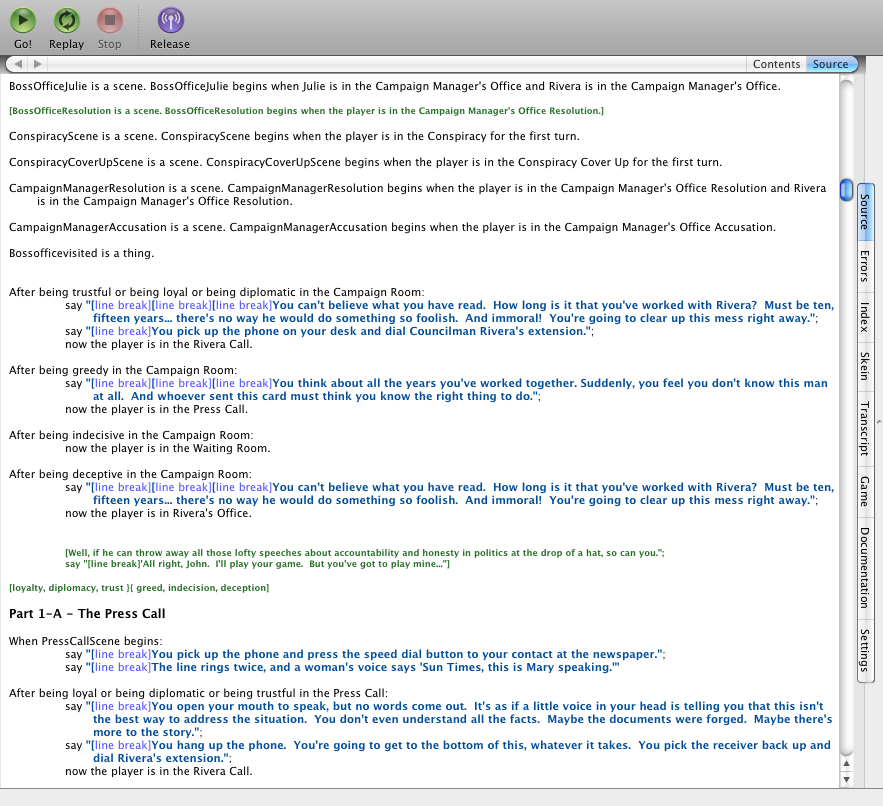 Go! Replay Stop Release
Contents Source
BossOfficeJulie is a scene. BossOfficeJulie begins when Julie is in the Campaign Manager's Office and Rivera is in the Campaign Manager's Office.
[BossOfficeResolution is a scene. BossOfficeResolution begins when the player is in the Campaign Manager's Office Resolution.]
ConspiracyScene is a scene. ConspiracyScene begins when the player is in the Conspiracy for the first turn.
ConspiracyCoverUpScene is a scene. ConspiracyCoverUpScene begins when the player is in the Conspiracy Cover Up for the first turn.
CampaignManagerResolution is a scene. CampaignManagerResolution begins when the player is in the Campaign Manager's Office Resolution and Rivera
is in the Campaign Manager's Office Resolution.
CampaignManagerAccusation is a scene. CampaignManagerAccusation begins when the player is in the Campaign Manager's Office Accusation.
Bossofficevisited is a thing.
After being trustful or being loyal or being diplomatic in the Campaign Room:
say "[line break][line break][line break]You can't believe what you have read.  How long is it that you've worked with Rivera?  Must be ten,
fifteen years... there's no way he would do something so foolish.  And immoral!  You're going to clear up this mess right away.";
say "[line break]You pick up the phone on your desk and dial Councilman Rivera's extension.";
now the player is in the Rivera Call.
After being greedy in the Campaign Room:
say "[line break][line break][line break]You think about all the years you've worked together. Suddenly, you feel you don't know this man
at all.  And whoever sent this card must think you know the right thing to do.";
now the player is in the Press Call.
After being indecisive in the Campaign Room:
now the player is in the Waiting Room.
After being deceptive in the Campaign Room:
say "[line break][line break][line break]You can't believe what you have read.  How long is it that you've worked with Rivera?  Must be ten,
fifteen years... there's no way he would do something so foolish.  And immoral!  You're going to clear up this mess right away.";
now the player is in Rivera's Office.
[Well, if he can throw away all those lofty speeches about accountability and honesty in politics at the drop of a hat, so can you.";
say "[line break]'All right, John.  I'll play your game.  But you've got to play mine..."]
[loyalty, diplomacy, trust }{ greed, indecision, deception]
Part 1-A - The Press Call
When PressCallScene begins:
say "[line break]You pick up the phone and press the speed dial button to your contact at the newspaper.";
say "[line break]The line rings twice, and a woman's voice says 'Sun Times, this is Mary speaking.'"
After being loyal or being diplomatic or being trustful in the Press Call:
say "[line break]You open your mouth to speak, but no words come out.  It's as if a little voice in your head is telling you that this isn't
the best way to address the situation.  You don't even understand all the facts.  Maybe the documents were forged.  Maybe there's
more to the story.";
say "[line break]You hang up the phone.  You're going to get to the bottom of this, whatever it takes.  You pick the receiver back up and
dial Rivera's extension.";
now the player is in the Rivera Call.
Source
Errors
Index
Skein
Transcript
Game
Documentation
Settings